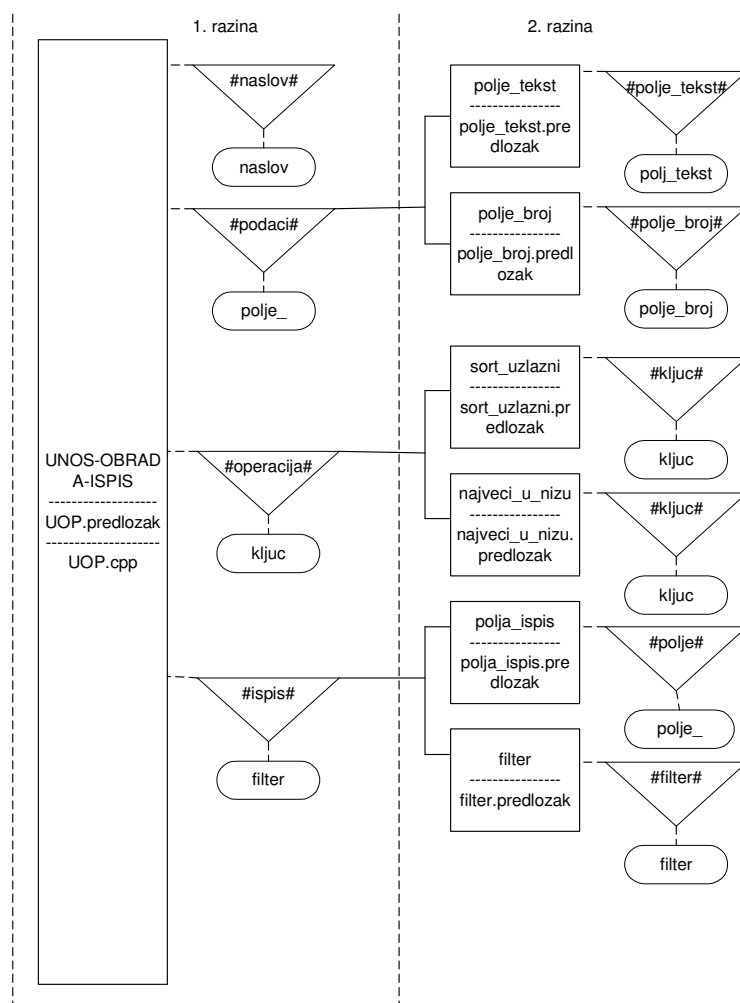 1. razina
2. razina
UNOS-OBRAD
A-ISPIS
--------------------
UOP.predlozak
--------------------
UOP.cpp
#naslov#
naslov
#podaci#
polje_
#operacija#
kljuc
#ispis#
filter
polje_tekst
----------------
polje_tekst.pre
dlozak
#polje_tekst#
polj_tekst
polje_broj
----------------
polje_broj.predl
ozak
#polje_broj#
polje_broj
sort_uzlazni
----------------
sort_uzlazni.pr
edlozak
#kljuc#
kljuc
najveci_u_nizu
----------------
najveci_u_nizu.
predlozak
#kljuc#
kljuc
polja_ispis
----------------
polja_ispis.pre
dlozak
#polje#
polje_
filter
----------------
filter.predlozak
#filter#
filter